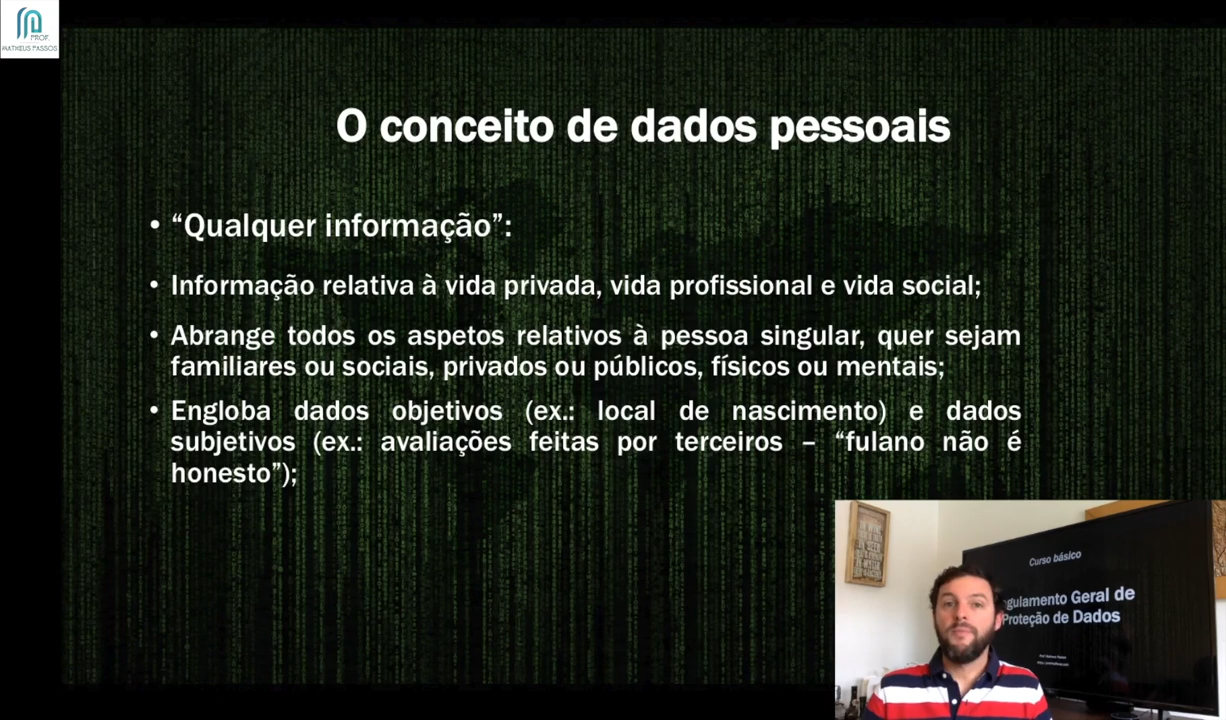 PROF.
MATHEUS PASSOS
O conceito de dados pessoais
• “Qualquer informação”:
• Informação relativa à vida privada, vida profissional e vida social;
• Abrange todos os aspetos relativos à pessoa singular, quer sejam
familiares ou sociais, privados ou públicos, físicos ou mentais;
• Engloba dados objetivos (ex.: local de nascimento) e dados
subjetivos (ex.: avaliações feitas por terceiros – “fulano não é
honesto”);
Curso básico
gulamento Geral de
Proteção de Dados